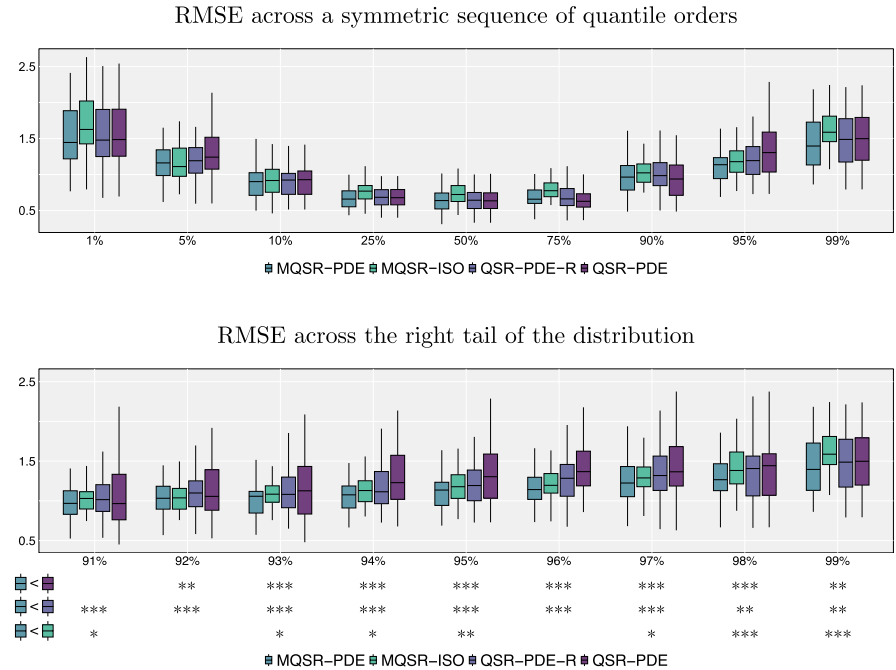 RMSE across a symmetric sequence of quantile orders
2.5
1.5
0.5
1% 5% 10% 25% 50% 75% 90% 95% 99%
MQSR−PDE MQSR−ISO QSR−PDE−R QSR−PDE
RMSE across the right tail of the distribution
2.5
1.5
0.5
91% 92% 93% 94% 95% 96% 97% 98% 99%
< ** *** *** *** *** *** *** **
< *** *** *** *** *** *** *** ** **
< * * * ** * *** ***
MQSR−PDE MQSR−ISO QSR−PDE−R QSR−PDE